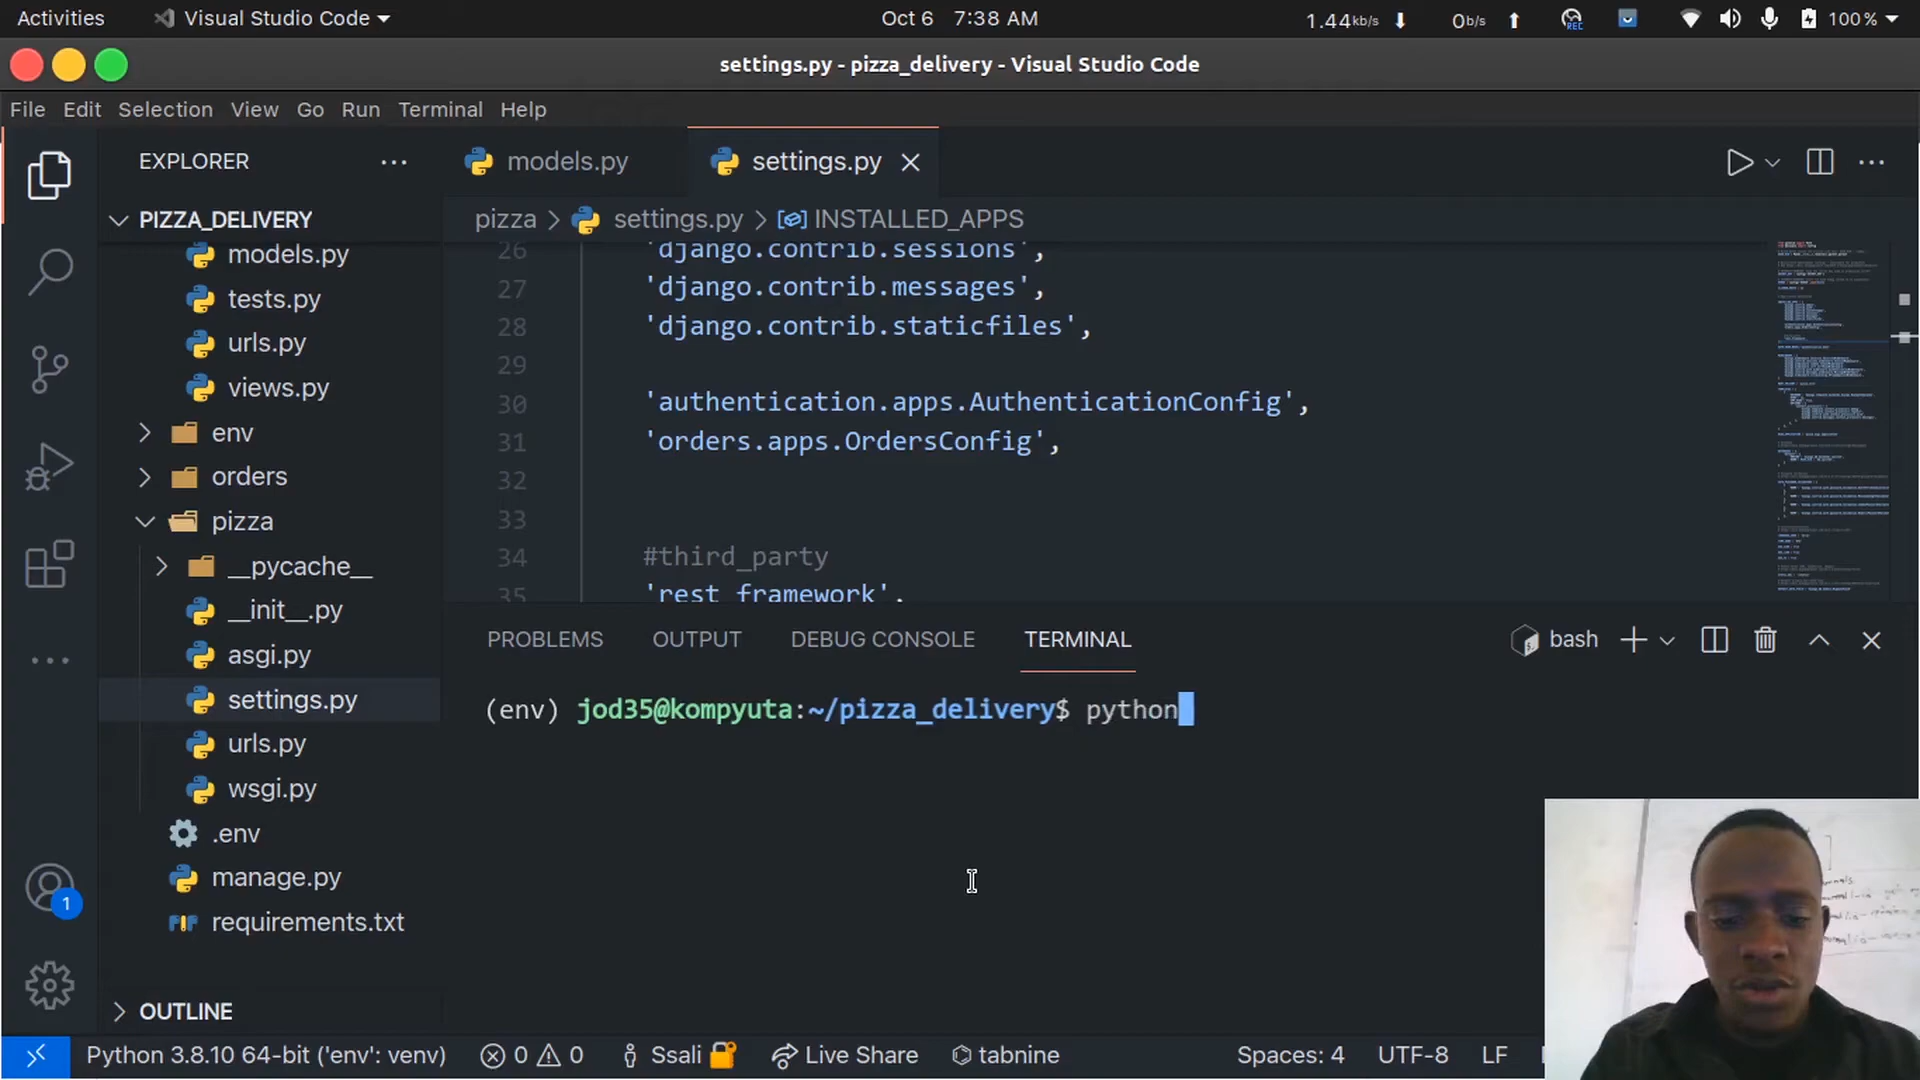 Activities Visual Studio Code Oct 6 7:38 AM 1.44kb/s 0b/s REC 100%
settings.py - pizza_delivery - Visual Studio Code
File Edit Selection View Go Run Terminal Help
EXPLORER
models.py settings.py
PIZZA_DELIVERY
pizza > settings.py > INSTALLED_APPS
models.py
tests.py
urls.py
views.py
env
orders
pizza
__pycache__
__init__.py
asgi.py
settings.py
urls.py
wsgi.py
.env
manage.py
requirements.txt
OUTLINE
26 'django.contrib.sessions',
27 'django.contrib.messages',
28 'django.contrib.staticfiles',
29
30 'authentication.apps.AuthenticationConfig',
31 'orders.apps.OrdersConfig',
32
33
34 #third_party
35 'rest_framework',
PROBLEMS OUTPUT DEBUG CONSOLE TERMINAL bash
(env) jod35@kompyuta:~/pizza_delivery$ python
1
Python 3.8.10 64-bit ('env': venv) 0 0 Ssali Live Share tabnine Spaces: 4 UTF-8 LF